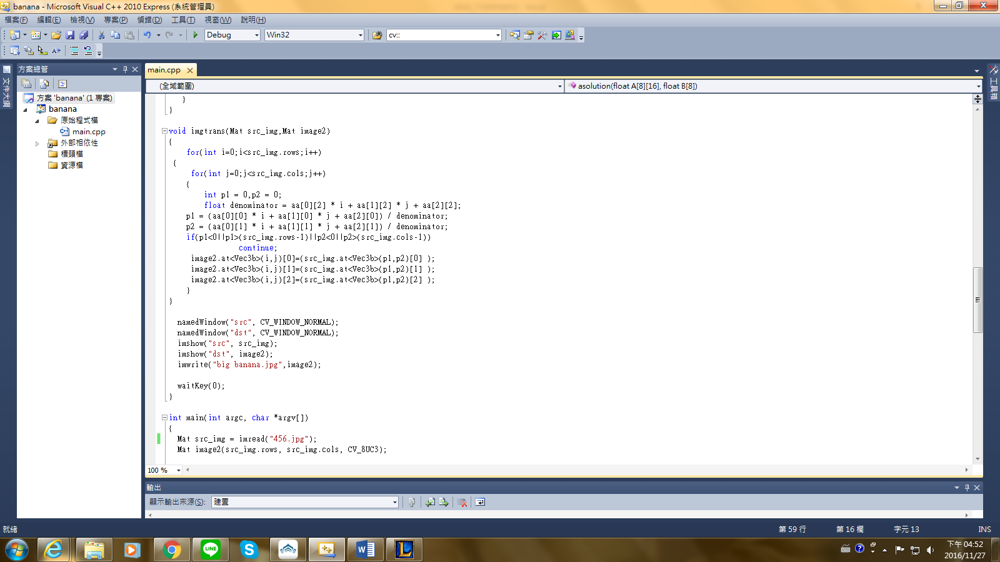 banana - Microsoft Visual C++ 2010 Express (系統管理員)
檔案(F) 編輯(E) 檢視(V) 專案(P) 偵錯(D) 工具(T) 視窗(W) 說明(H)
Debug Win32 cv::
方案總管
main.cpp
文件大綱
工具箱
(全域範圍) asolution(float A[8][16], float B[8])
方案 'banana' (1 專案)
banana
原始程式檔
main.cpp
外部相依性
標頭檔
資源檔
}
}
void imgtrans(Mat src_img,Mat image2)
{
for(int i=0;i<src_img.rows;i++)
{
for(int j=0;j<src_img.cols;j++)
{
int p1 = 0,p2 = 0;
float denominator = aa[0][2] * i + aa[1][2] * j + aa[2][2];
p1 = (aa[0][0] * i + aa[1][0] * j + aa[2][0]) / denominator;
p2 = (aa[0][1] * i + aa[1][1] * j + aa[2][1]) / denominator;
if(p1<0||p1>(src_img.rows-1)||p2<0||p2>(src_img.cols-1))
continue;
image2.at<Vec3b>(i,j)[0]=(src_img.at<Vec3b>(p1,p2)[0] );
image2.at<Vec3b>(i,j)[1]=(src_img.at<Vec3b>(p1,p2)[1] );
image2.at<Vec3b>(i,j)[2]=(src_img.at<Vec3b>(p1,p2)[2] );
}
}
namedWindow("src", CV_WINDOW_NORMAL);
namedWindow("dst", CV_WINDOW_NORMAL);
imshow("src", src_img);
imshow("dst", image2);
imwrite("big banana.jpg",image2);
waitKey(0);
}
int main(int argc, char *argv[])
{
Mat src_img = imread("456.jpg");
Mat image2(src_img.rows, src_img.cols, CV_8UC3);
100 %
輸出
顯示輸出來源(S): 建置
就緒 第 59 行 第 16 欄 字元 13 INS
LINE
下午 04:52
2016/11/27